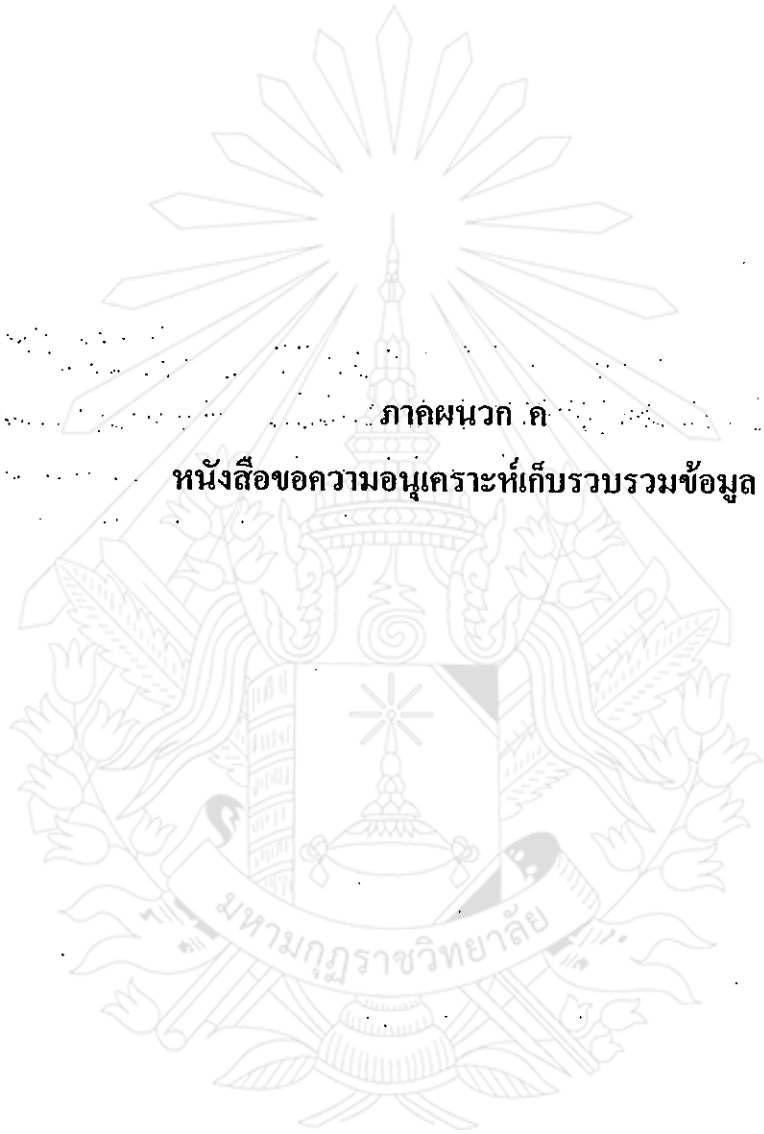 ภาคผนวก ค
หนังสือขอความอนุเคราะห์เก็บรวบรวมข้อมูล
มหามกุฏราชวิทยาลัย